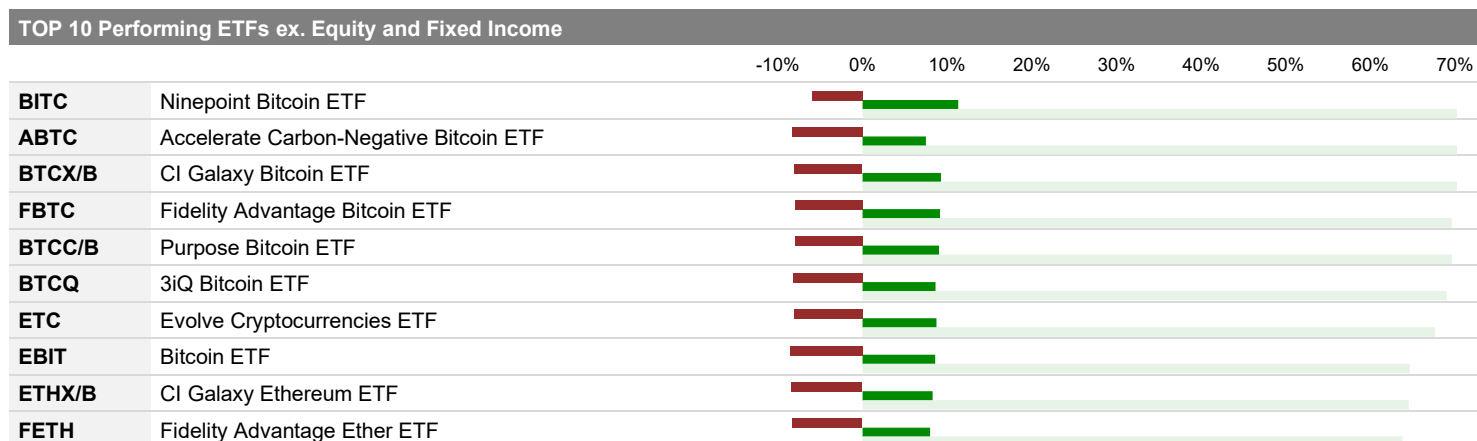 TOP 10 Performing ETFs ex. Equity and Fixed Income
-10% 0% 10% 20% 30% 40% 50% 60% 70%
BITC Ninepoint Bitcoin ETF
ABTC Accelerate Carbon-Negative Bitcoin ETF
BTCX/B CI Galaxy Bitcoin ETF
FBTC Fidelity Advantage Bitcoin ETF
BTCC/B Purpose Bitcoin ETF
BTCQ 3iQ Bitcoin ETF
ETC Evolve Cryptocurrencies ETF
EBIT Bitcoin ETF
ETHX/B CI Galaxy Ethereum ETF
FETH Fidelity Advantage Ether ETF